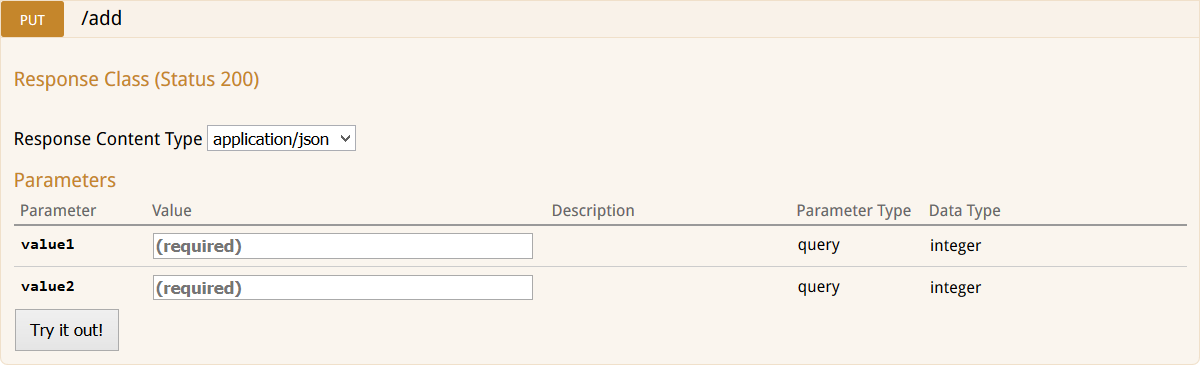 PUT /add
Response Class (Status 200)
Response Content Type application/json
Parameters
Parameter Value Description Parameter Type Data Type
value1 (required) query integer
value2 (required) query integer
Try it out!